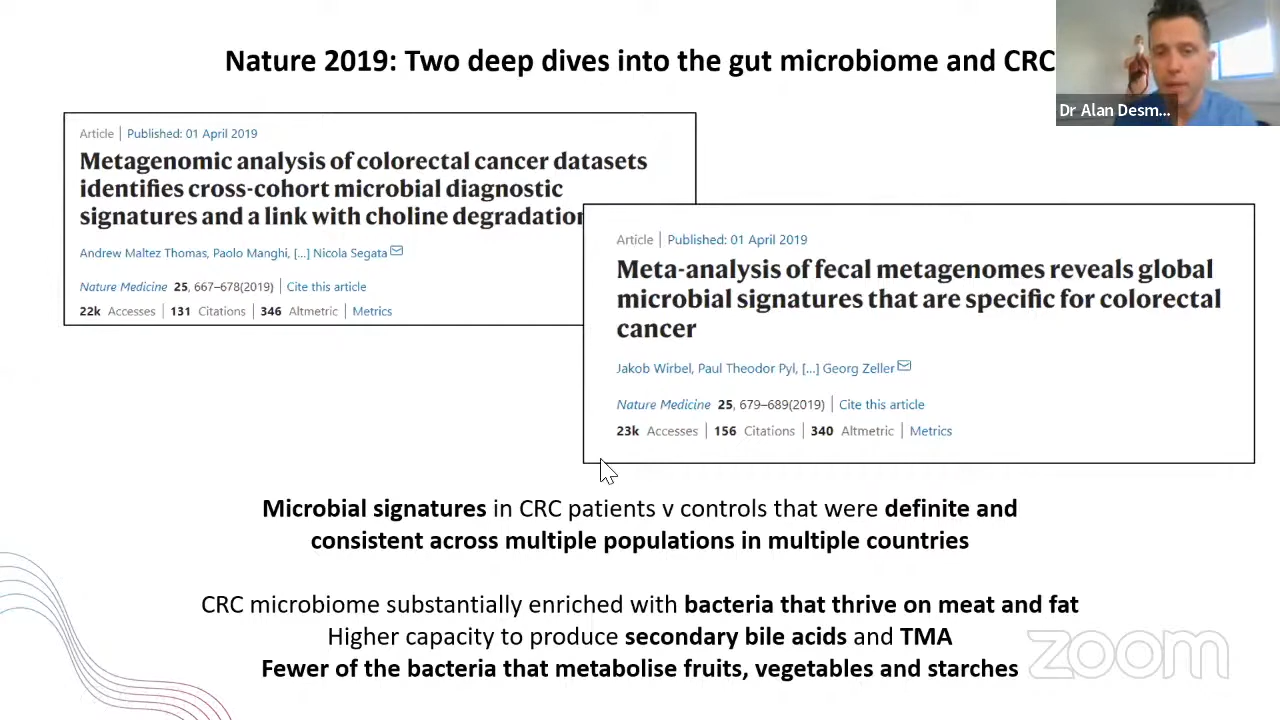 Nature 2019: Two deep dives into the gut microbiome and CRC
Dr Alan Desm...
Article | Published: 01 April 2019
Metagenomic analysis of colorectal cancer datasets
identifies cross-cohort microbial diagnostic
signatures and a link with choline degradation
Andrew Maltez Thomas, Paolo Manghi, [...] Nicola Segata
Nature Medicine 25, 667–678(2019) | Cite this article
22k Accesses | 131 Citations | 346 Altmetric | Metrics
Article | Published: 01 April 2019
Meta-analysis of fecal metagenomes reveals global
microbial signatures that are specific for colorectal
cancer
Jakob Wirbel, Paul Theodor Pyl, [...] Georg Zeller
Nature Medicine 25, 679–689(2019) | Cite this article
23k Accesses | 156 Citations | 340 Altmetric | Metrics
Microbial signatures in CRC patients v controls that were definite and
consistent across multiple populations in multiple countries
CRC microbiome substantially enriched with bacteria that thrive on meat and fat
Higher capacity to produce secondary bile acids and TMA
Fewer of the bacteria that metabolise fruits, vegetables and starches
zoom